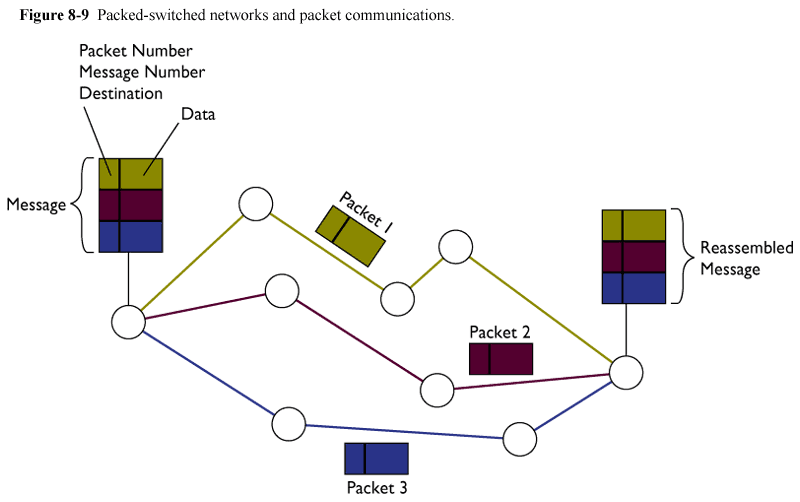 Figure 8-9 Packed-switched networks and packet communications.
Packet Number
Message Number
Destination
Data
Message
Packet 1
Reassembled
Message
Packet 2
Packet 3